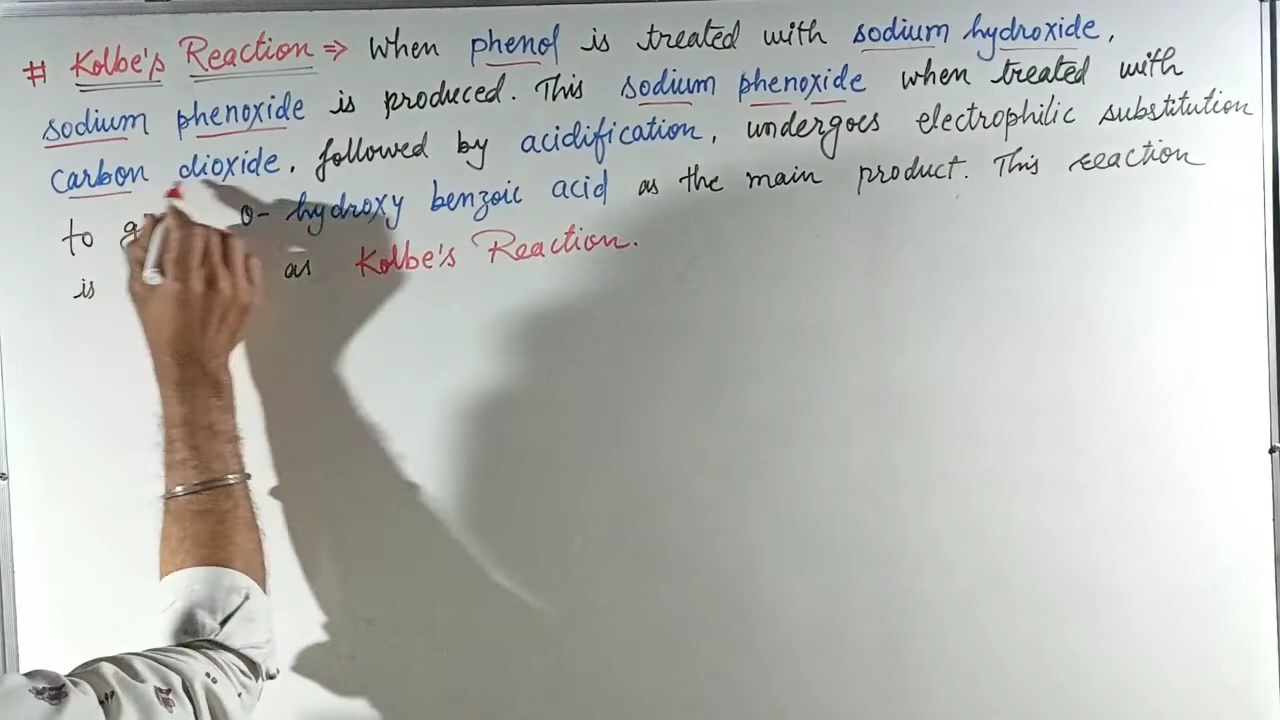 # Kolbe's Reaction ⇒ When phenol is treated with sodium hydroxide,
sodium phenoxide is produced. This sodium phenoxide when treated with
carbon dioxide, followed by acidification, undergoes electrophilic substitution
to o- hydroxy benzoic acid as the main product. This reaction
is as Kolbe's Reaction.